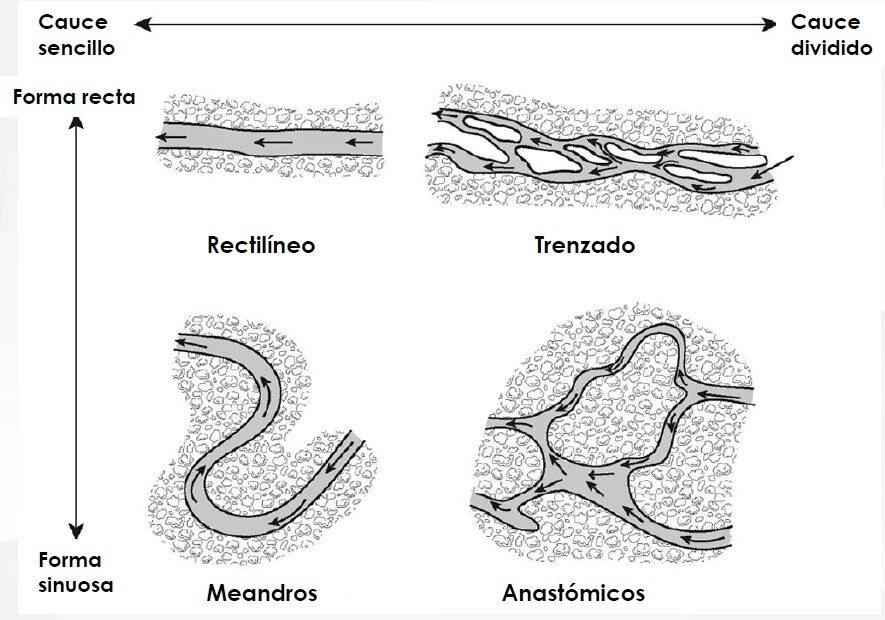 Cauce
sencillo
Cauce
dividido
Forma recta
Rectilíneo
Trenzado
Forma
sinuosa
Meandros
Anastómicos